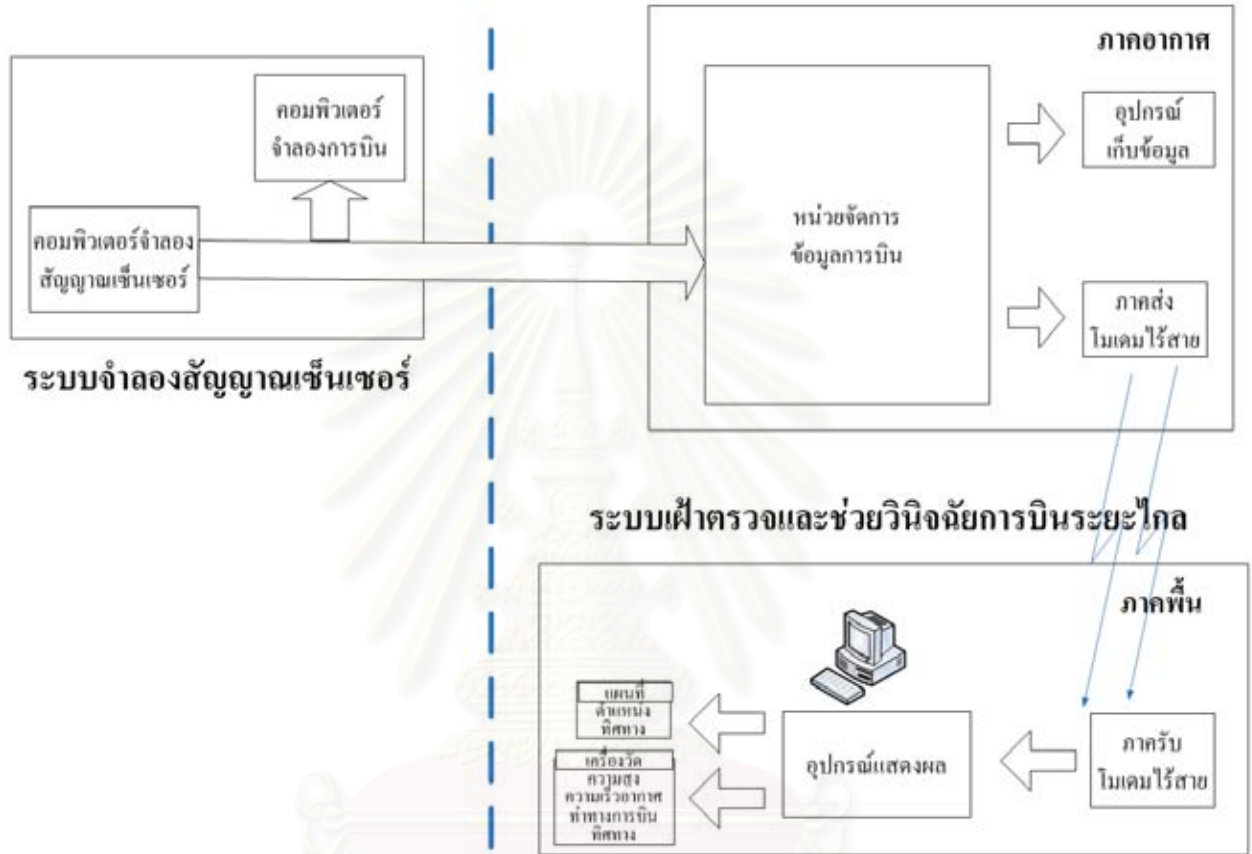 คอมพิวเตอร์
จำลองการบิน
คอมพิวเตอร์จำลอง
สัญญาณเซ็นเซอร์
ระบบจำลองสัญญาณเซ็นเซอร์
ภาคอากาศ
หน่วยจัดการ
ข้อมูลการบิน
อุปกรณ์
เก็บข้อมูล
ภาคส่ง
โมเดมไร้สาย
ระบบเฝ้าตรวจและช่วยวินิจฉัยการบินระยะไกล
ภาคพื้น
แผนที่
ตำแหน่ง
ทิศทาง
เครื่องวัด
ความสูง
ความเร็วอากาศ
ท่าทางการบิน
ทิศทาง
อุปกรณ์แสดงผล
ภาครับ
โมเดมไร้สาย